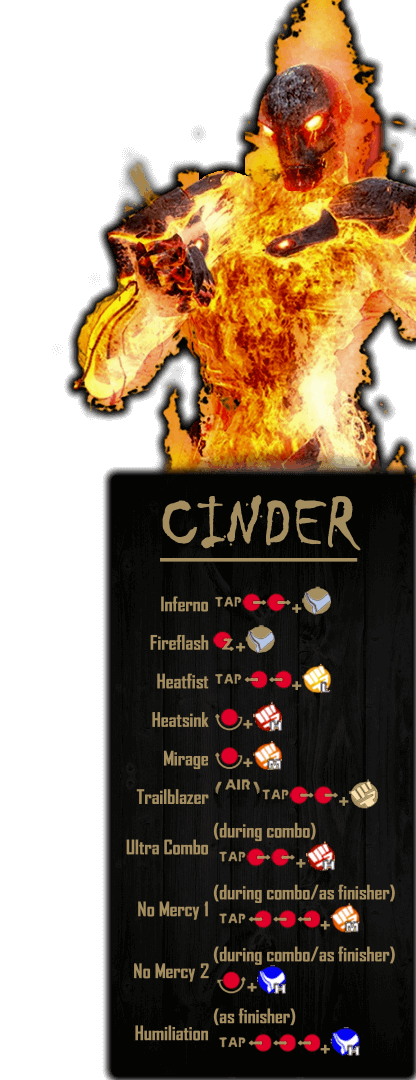 CINDER
Inferno TAP + 
Fireflash Z +
Heatfist TAP + L
Heatsink + H
Mirage + M
Trailblazer (AIR) TAP +
(during combo)
Ultra Combo TAP + H
(during combo/as finisher)
No Mercy 1 TAP + M
(during combo/as finisher)
No Mercy 2 + H
(as finisher)
Humiliation TAP + H